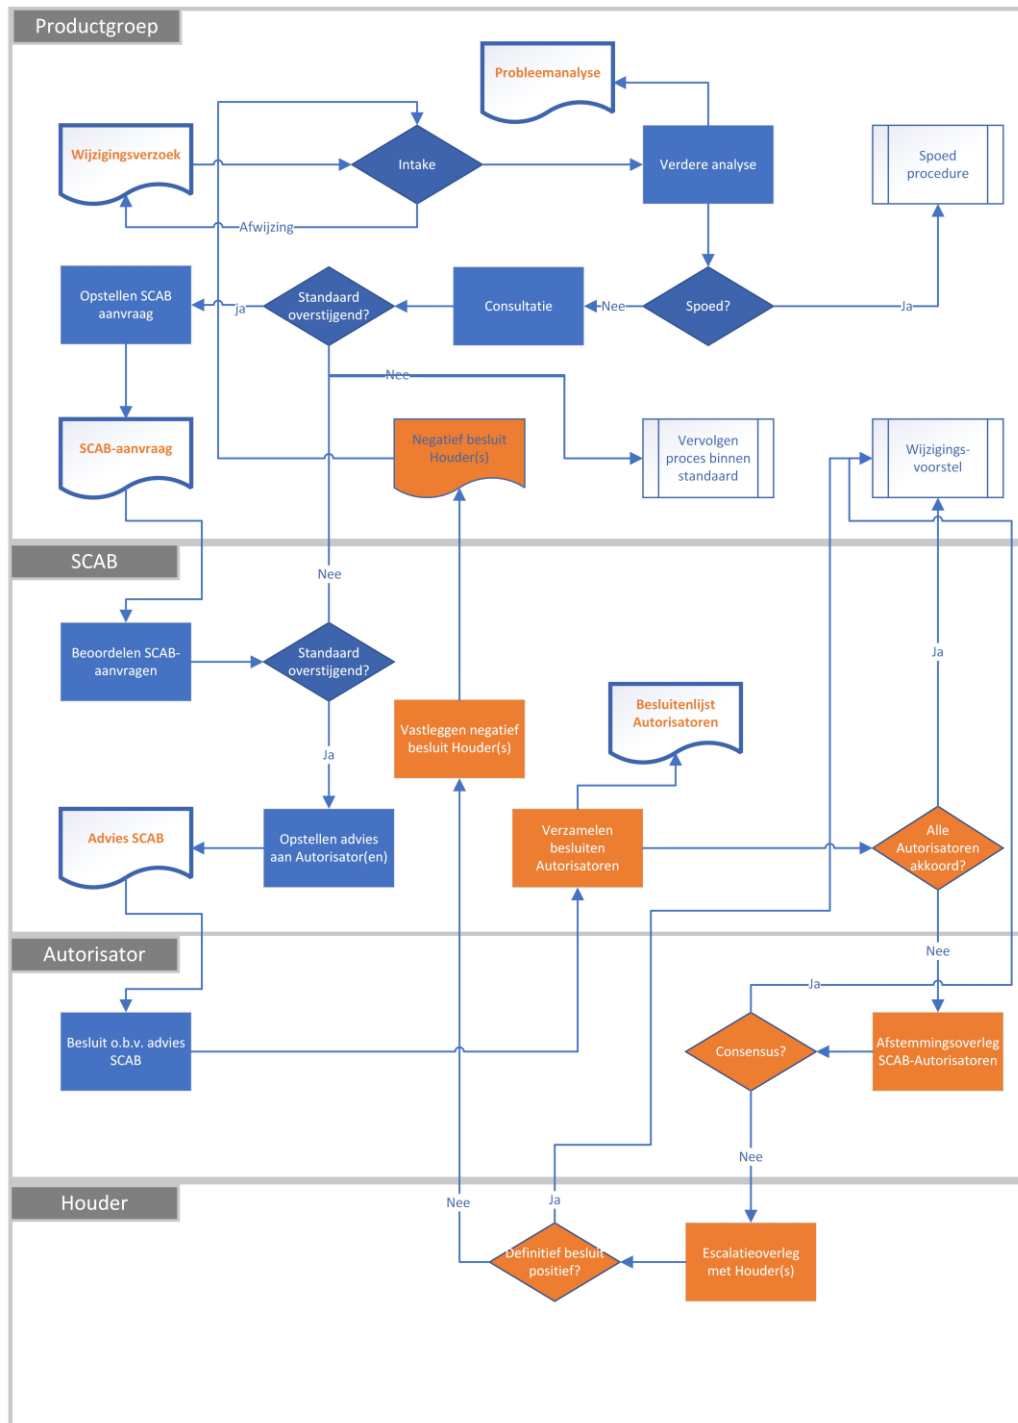 Productgroep
Probleemanalyse
Wijzigingsverzoek
Intake
Verdere analyse
Spoed
procedure
Afwijzing
Opstellen SCAB
aanvraag
ja
Standaard
overstijgend?
Consultatie
Nee
Spoed?
Ja
Nee
SCAB-aanvraag
Negatief besluit
Houder(s)
Vervolgen
proces binnen
standaard
Wijzigings-
voorstel
SCAB
Nee
Beoordelen SCAB-
aanvragen
Standaard
overstijgend?
Ja
Ja
Vastleggen negatief
besluit Houder(s)
Besluitenlijst
Autorisatoren
Advies SCAB
Opstellen advies
aan Autorisator(en)
Verzamelen
besluiten
Autorisatoren
Alle
Autorisatoren
akkoord?
Autorisator
Nee
Ja
Besluit o.b.v. advies
SCAB
Consensus?
Afstemmingsoverleg
SCAB-Autorisatoren
Nee
Houder
Nee
Ja
Definitief besluit
positief?
Escalatieoverleg
met Houder(s)